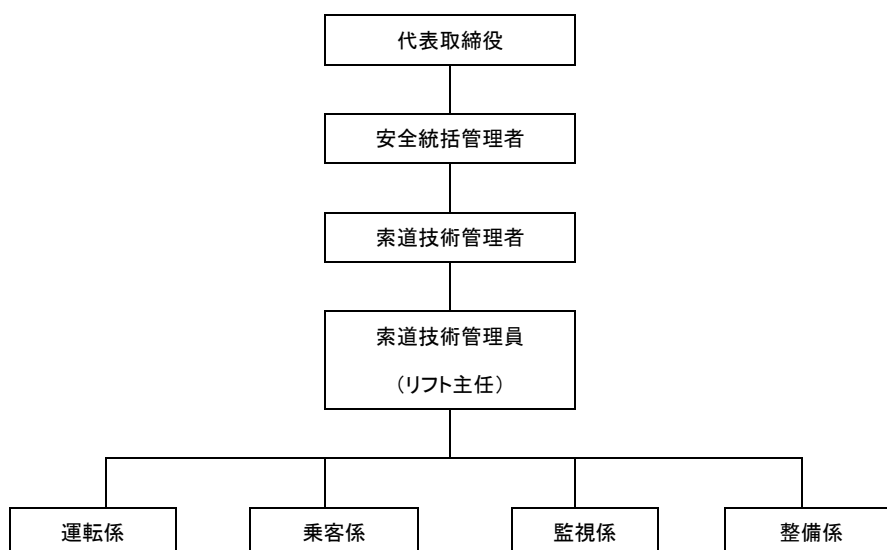 代表取締役
安全統括管理者
索道技術管理者
索道技術管理員
（リフト主任）
運転係
乗客係
監視係
整備係